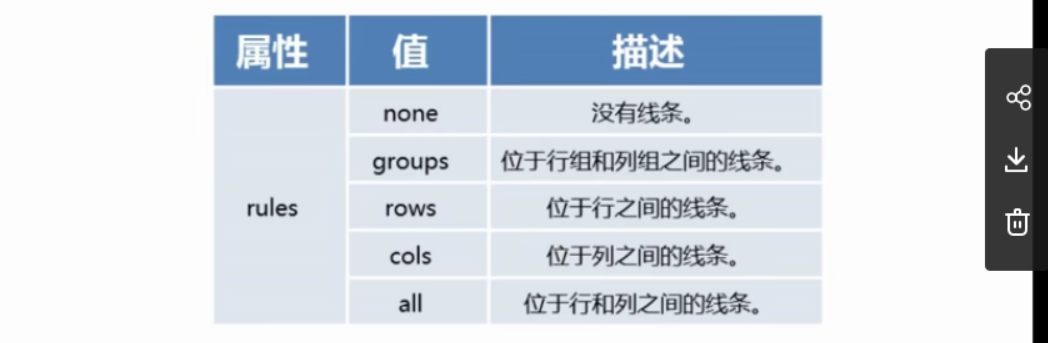 属性 值 描述
none 没有线条。
groups 位于行组和列组之间的线条。
rules rows 位于行之间的线条。
cols 位于列之间的线条。
all 位于行和列之间的线条。